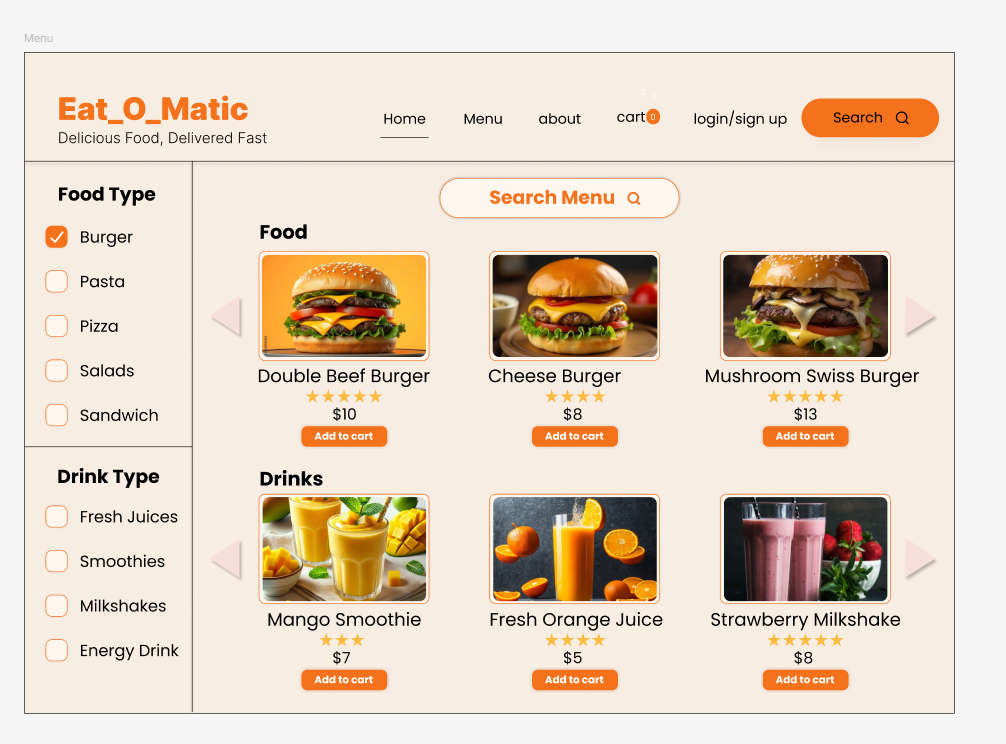 Menu
Eat_O_Matic
Delicious Food, Delivered Fast
Home
Menu
about
cart 0
login/sign up
Search
Food Type
Burger
Pasta
Pizza
Salads
Sandwich
Drink Type
Fresh Juices
Smoothies
Milkshakes
Energy Drink
Search Menu
Food
Double Beef Burger
$10
Add to cart
Cheese Burger
$8
Add to cart
Mushroom Swiss Burger
$13
Add to cart
Drinks
Mango Smoothie
$7
Add to cart
Fresh Orange Juice
$5
Add to cart
Strawberry Milkshake
$8
Add to cart